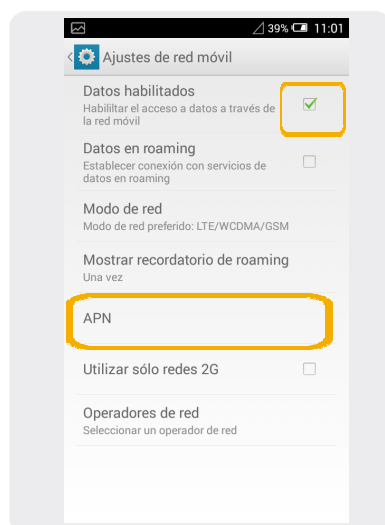 39% 11:01
Ajustes de red móvil
Datos habilitados
Habililtar el acceso a datos a través de
la red móvil
Datos en roaming
Establecer conexión con servicios de
datos en roaming
Modo de red
Modo de red preferido: LTE/WCDMA/GSM
Mostrar recordatorio de roaming
Una vez
APN
Utilizar sólo redes 2G
Operadores de red
Seleccionar un operador de red